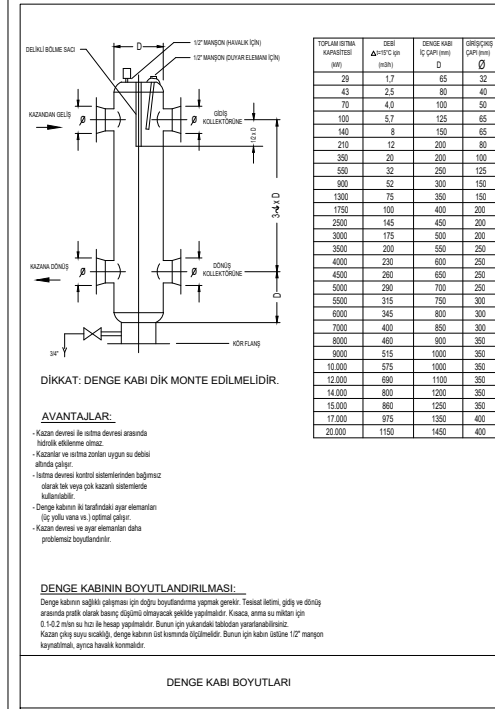 1/2" MANŞON (HAVALIK İÇİN)
1/2" MANŞON (DUYAR ELEMANI İÇİN)
DELİKLİ BÖLME SACI
D
KAZANDAN GELİŞ
Ø
Ø
GİDİŞ
KOLLEKTÖRÜNE
1/2 x D
3~4 x D
KAZANA DÖNÜŞ
Ø
Ø
DÖNÜŞ
KOLLEKTÖRÜNE
D
3/4"
KÖR FLANŞ
DİKKAT: DENGE KABI DİK MONTE EDİLMELİDİR.
AVANTAJLAR:
- Kazan devresi ile ısıtma devresi arasında
hidrolik etkilenme olmaz.
- Kazanlar ve ısıtma zonları uygun su debisi
altında çalışır.
- Isıtma devresi kontrol sistemlerinden bağımsız
olarak tek veya çok kazanlı sistemlerde
kullanılabilir.
- Denge kabının iki tarafındaki ayar elemanları
(üç yollu vana vs.) optimal çalışır.
- Kazan devresi ve ayar elemanları daha
problemsiz boyutlandırılır.
TOPLAM ISITMA KAPASİTESİ (kW) DEBİ Δt=15°C için (m3/h) DENGE KABI İÇ ÇAPI (mm) D GİRİŞ/ÇIKIŞ ÇAPI (mm) Ø
29 1,7 65 32
43 2,5 80 40
70 4,0 100 50
100 5,7 125 65
140 8 150 65
210 12 200 80
350 20 200 100
550 32 250 125
900 52 300 150
1300 75 350 150
1750 100 400 200
2500 145 450 200
3000 175 500 200
3500 200 550 250
4000 230 600 250
4500 260 650 250
5000 290 700 250
5500 315 750 300
6000 345 800 300
7000 400 850 300
8000 460 900 350
9000 515 1000 350
10.000 575 1000 350
12.000 690 1100 350
14.000 800 1200 350
15.000 860 1250 350
17.000 975 1350 400
20.000 1150 1450 400
DENGE KABININ BOYUTLANDIRILMASI:
Denge kabının sağlıklı çalışması için doğru boyutlandırma yapmak gerekir. Tesisat iletimi, gidiş ve dönüş
arasında pratik olarak basınç düşümü olmayacak şekilde yapılmalıdır. Kısaca, anma su miktarı için
0.1-0.2 m/sn su hızı ile hesap yapılmalıdır. Bunun için yukarıdaki tablodan yararlanabilirsiniz.
Kazan çıkış suyu sıcaklığı, denge kabının üst kısmında ölçülmelidir. Bunun için kabın üstüne 1/2" manşon
kaynatılmalı, ayrıca havalık konmalıdır.
DENGE KABI BOYUTLARI